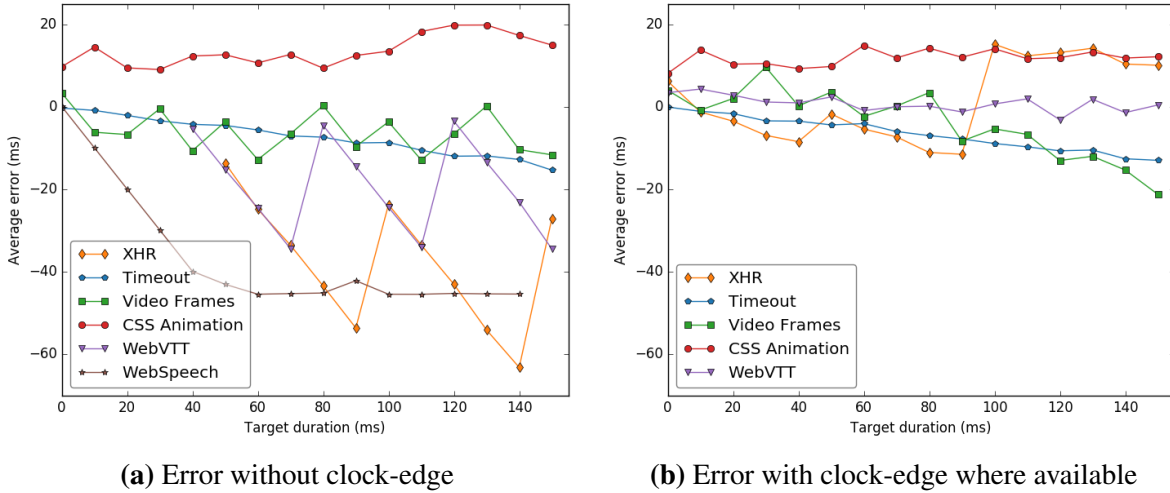 20
0
−20
−40
−60
Average error (ms)
XHR
Timeout
Video Frames
CSS Animation
WebVTT
WebSpeech
0 20 40 60 80 100 120 140
Target duration (ms)
(a) Error without clock-edge
20
0
−20
−40
−60
Average error (ms)
XHR
Timeout
Video Frames
CSS Animation
WebVTT
0 20 40 60 80 100 120 140
Target duration (ms)
(b) Error with clock-edge where available